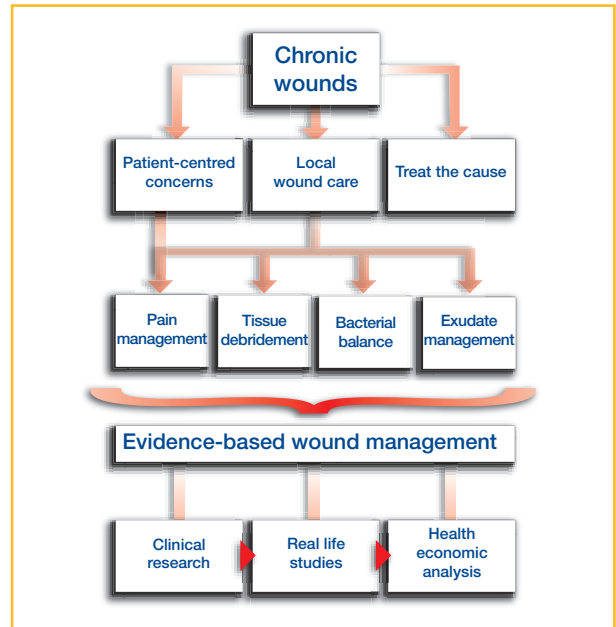 Chronic
wounds
Patient-centred
concerns
Local
wound care
Treat the cause
Pain
management
Tissue
debridement
Bacterial
balance
Exudate
management
Evidence-based wound management
Clinical
research
Real life
studies
Health
economic
analysis